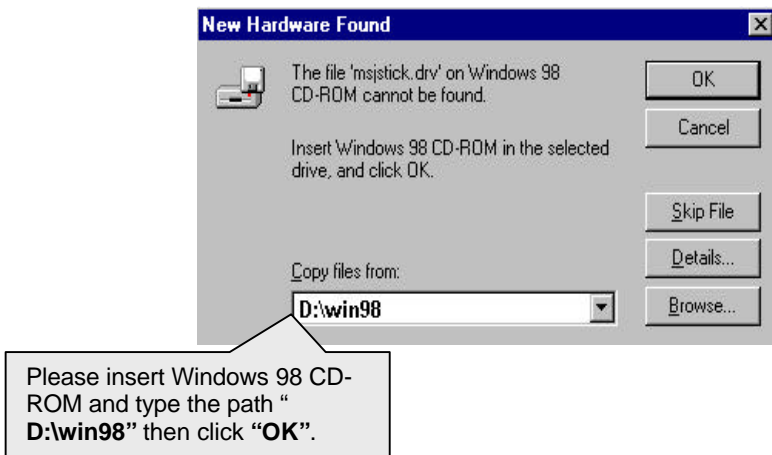 New Hardware Found
The file 'msjstick.drv' on Windows 98
CD-ROM cannot be found.
Insert Windows 98 CD-ROM in the selected
drive, and click OK.
Copy files from:
D:\win98
OK
Cancel
Skip File
Details...
Browse...
Please insert Windows 98 CD-
ROM and type the path “
D:\win98” then click “OK”.